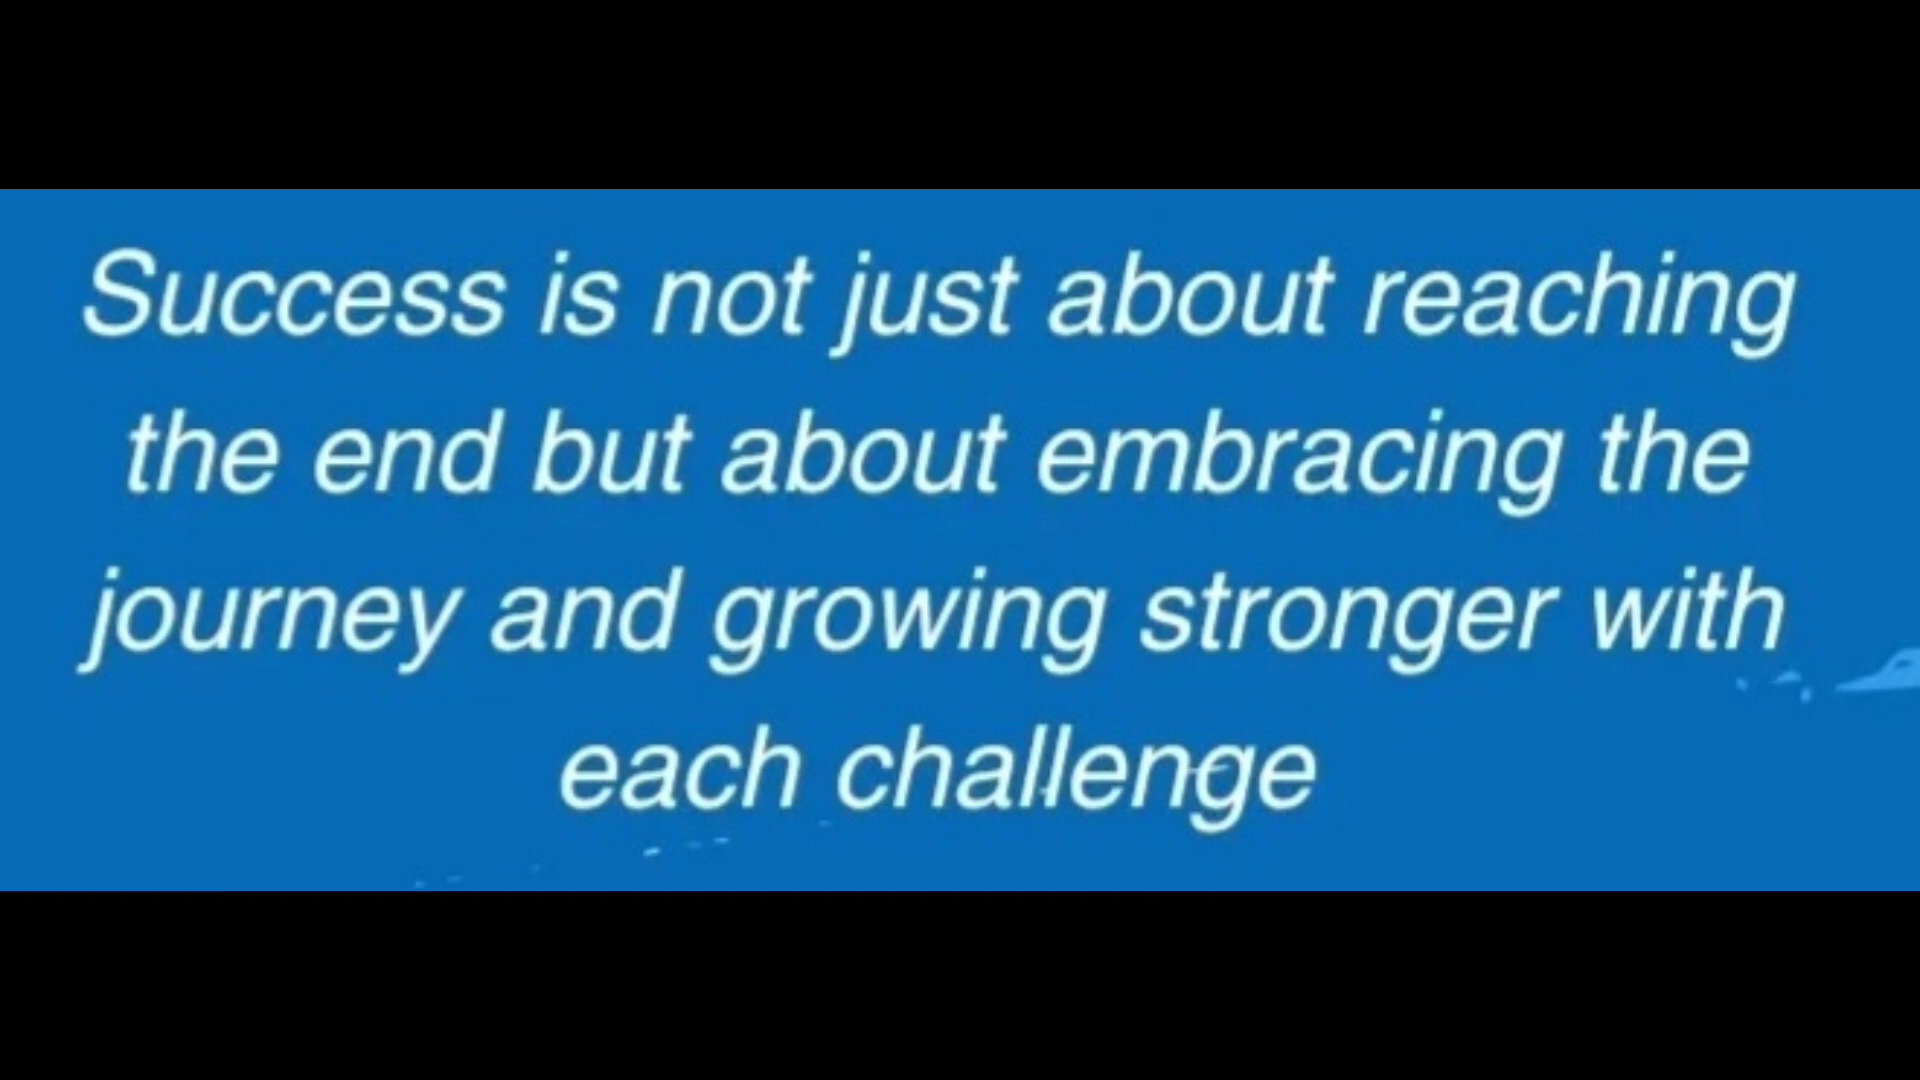 Success is not just about reaching
the end but about embracing the
journey and growing stronger with
each challenge